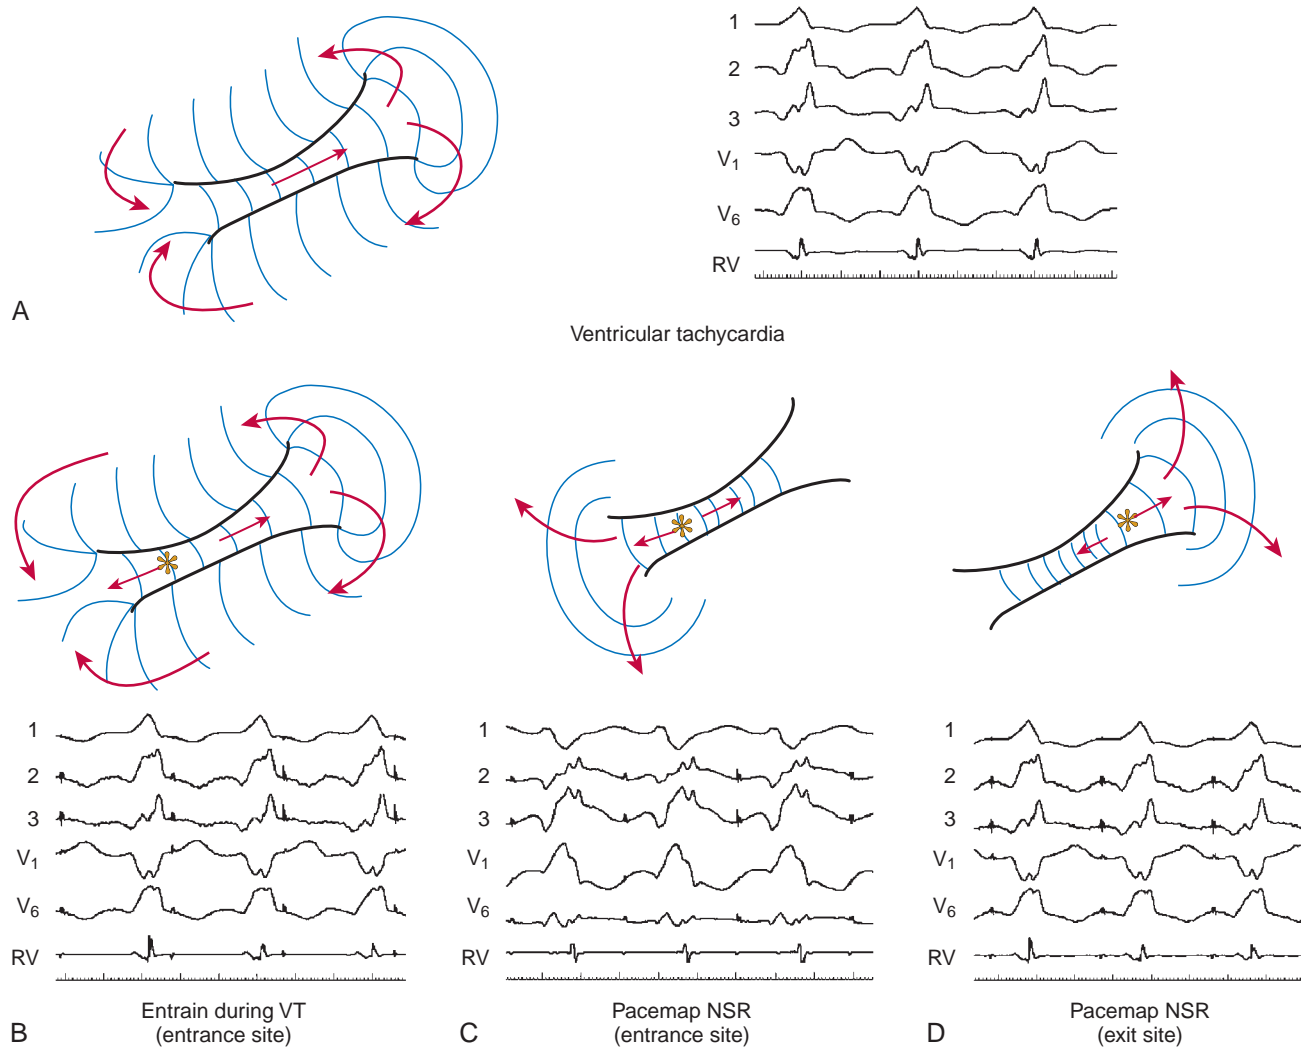 1
2
3
V1
V6
RV
A
Ventricular tachycardia
1
2
3
V1
V6
RV
B
Entrain during VT
(entrance site)
1
2
3
V1
V6
RV
C
Pacemap NSR
(entrance site)
1
2
3
V1
V6
RV
D
Pacemap NSR
(exit site)